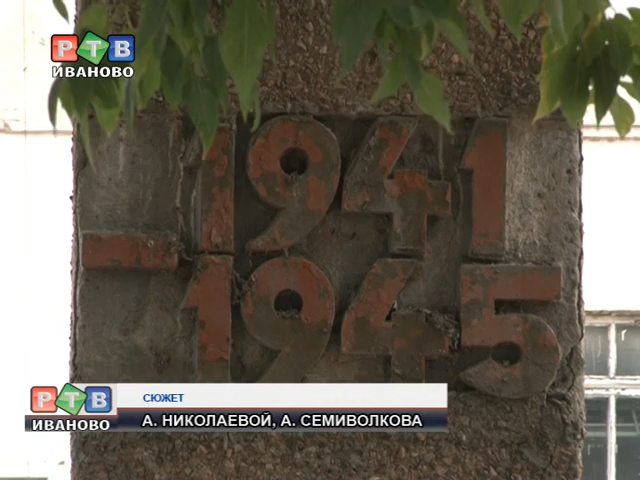 РТВ
ИВАНОВО
1941
-1945
РТВ
ИВАНОВО
СЮЖЕТ
А. НИКОЛАЕВОЙ, А. СЕМИВОЛКОВА